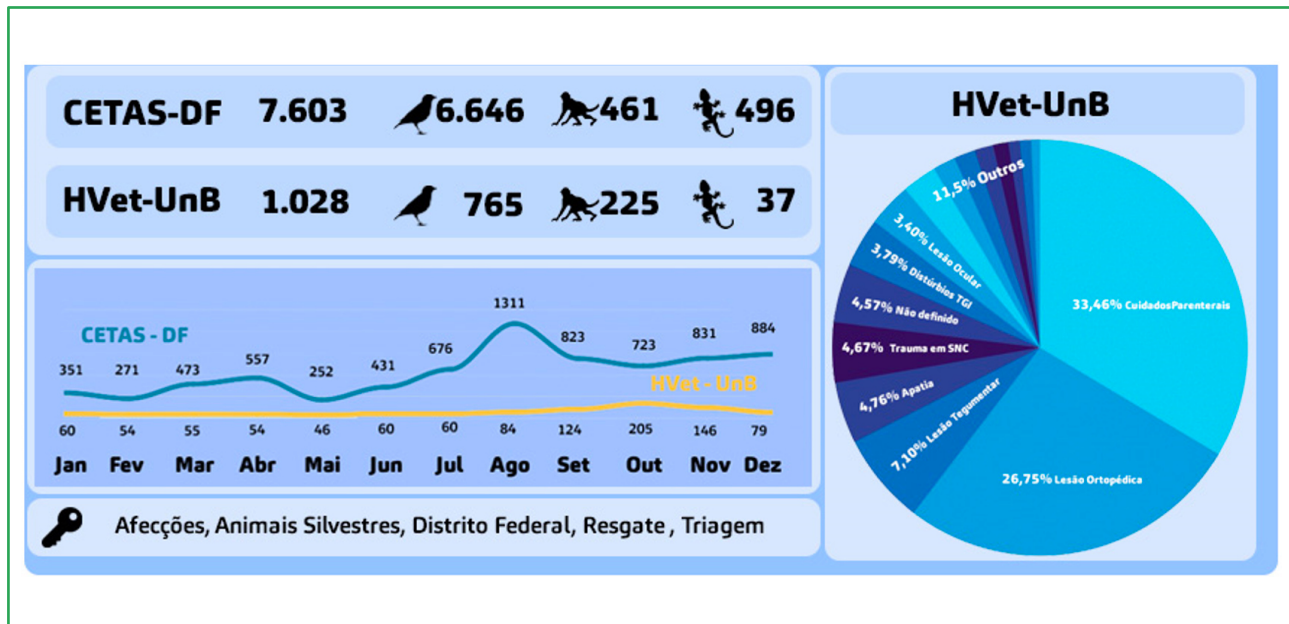 CETAS-DF 7.603 6.646 461 496
HVet-UnB 1.028 765 225 37
CETAS - DF
351 271 473 557 252 431 676 1311 823 723 831 884
HVet - UnB
60 54 55 54 46 60 60 84 124 205 146 79
Jan Fev Mar Abr Mai Jun Jul Ago Set Out Nov Dez
Afecções, Animais Silvestres, Distrito Federal, Resgate , Triagem
HVet-UnB
11,5% Outros
3,40% Lesão Ocular
3,79% Distúrbios TGI
4,57% Não definido
4,67% Trauma em SNC
4,76% Apatia
7,10% Lesão Tegumentar
26,75% Lesão Ortopédica
33,46% CuidadosParenterais